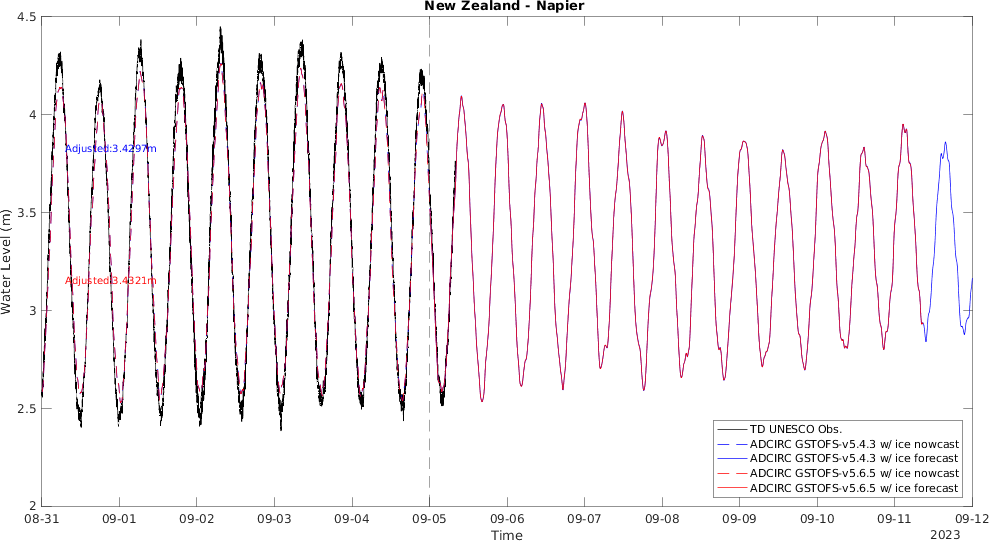 New Zealand - Napier
4.5
4
3.5
3
2.5
2
Water Level (m)
Adjusted:3.4297m
Adjusted:3.4321m
TD UNESCO Obs.
ADCIRC GSTOFS-v5.4.3 w/ ice nowcast
ADCIRC GSTOFS-v5.4.3 w/ ice forecast
ADCIRC GSTOFS-v5.6.5 w/ ice nowcast
ADCIRC GSTOFS-v5.6.5 w/ ice forecast
08-31 09-01 09-02 09-03 09-04 09-05 09-06 09-07 09-08 09-09 09-10 09-11 09-12
Time
2023